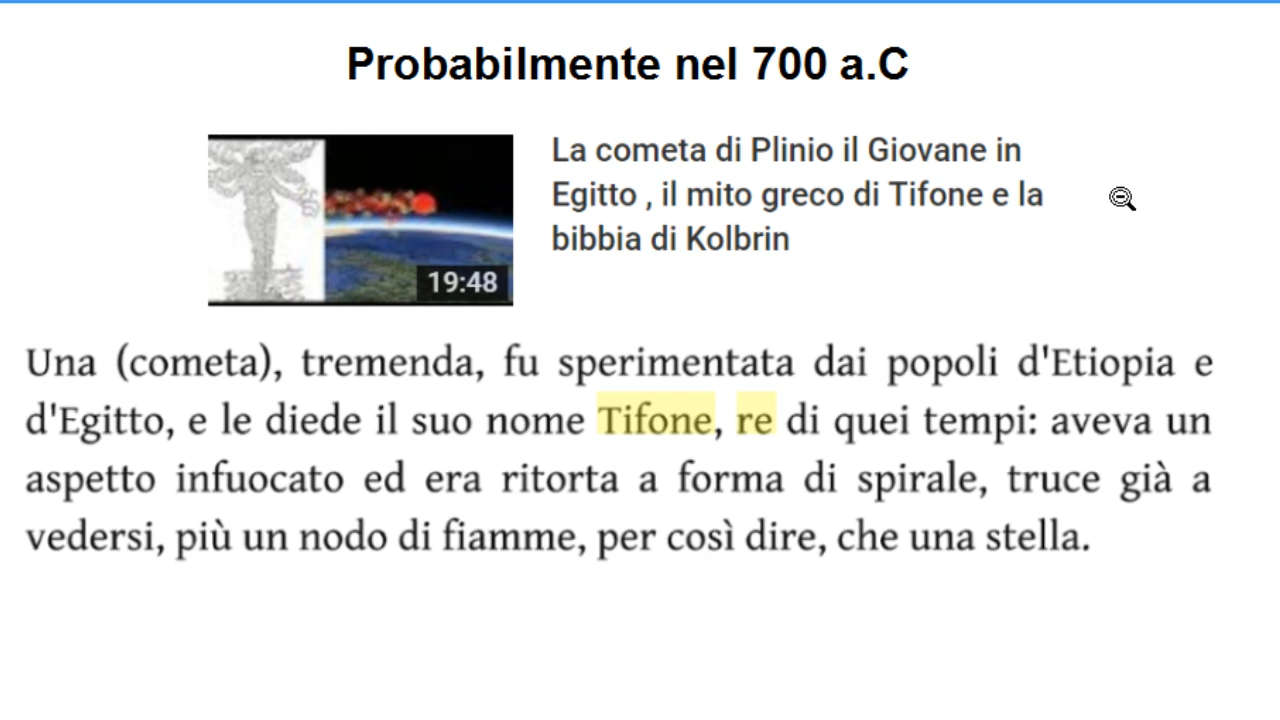 Probabilmente nel 700 a.C
La cometa di Plinio il Giovane in
Egitto , il mito greco di Tifone e la
bibbia di Kolbrin
19:48
Una (cometa), tremenda, fu sperimentata dai popoli d'Etiopia e
d'Egitto, e le diede il suo nome Tifone, re di quei tempi: aveva un
aspetto infuocato ed era ritorta a forma di spirale, truce già a
vedersi, più un nodo di fiamme, per così dire, che una stella.